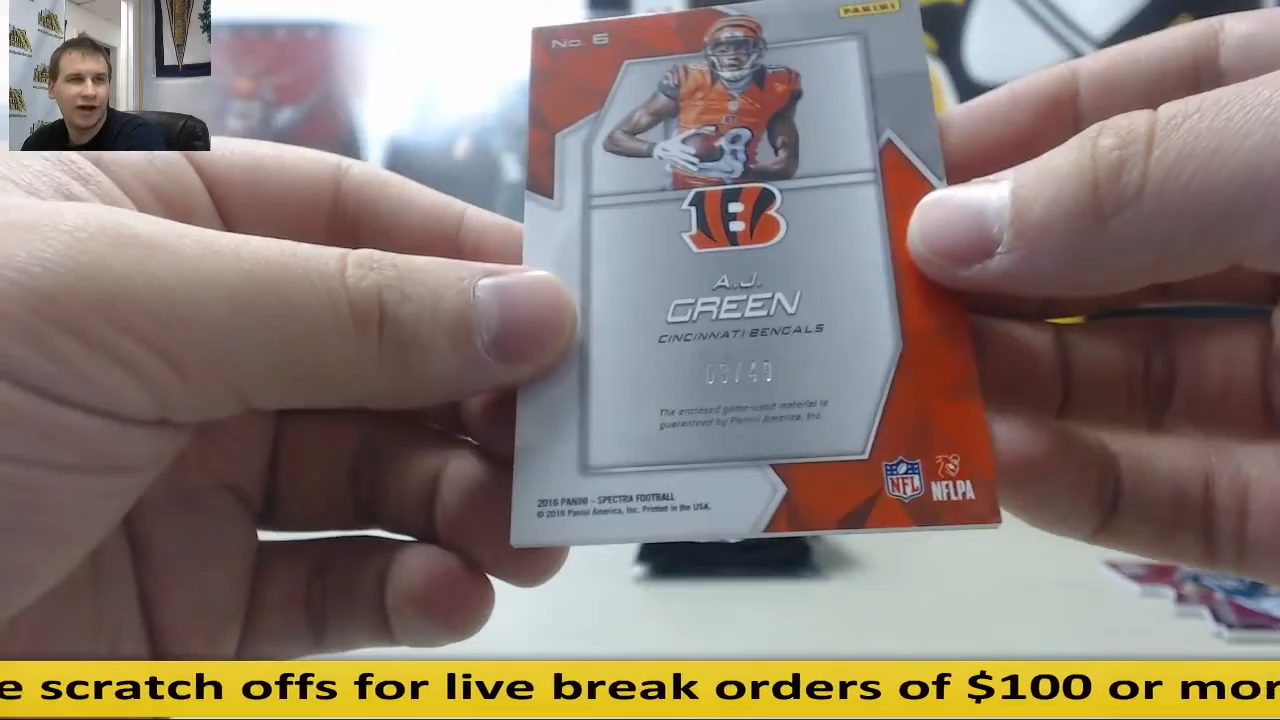 PANINI
No. 6
A.J.
GREEN
CINCINNATI BENGALS
03/40
The enclosed game-used material is
guaranteed by Panini America, Inc.
2016 PANINI - SPECTRA FOOTBALL
© 2016 Panini America, Inc. Printed in the USA.
NFL
NFLPA
e scratch offs for live break orders of $100 or mor